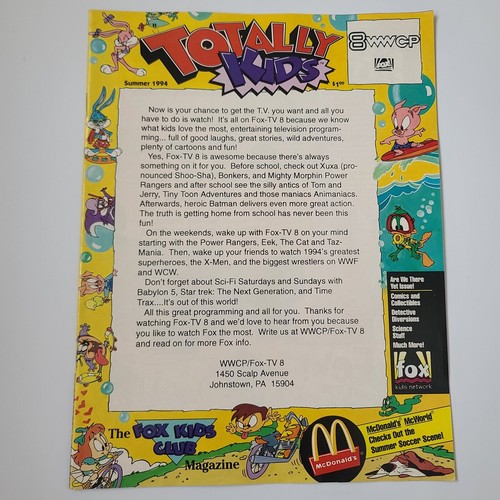 TOTALLY
KIDS
Summer 1994
$1.00
8 WWCP
fox
Now is your chance to get the T.V. you want and all you
have to do is watch!  It's all on Fox-TV 8 because we know
what kids love the most, entertaining television program-
ming... full of good laughs, great stories, wild adventures,
plenty of cartoons and fun!
Yes, Fox-TV 8 is awesome because there's always
something on it for you.  Before school, check out Xuxa (pro-
nounced Shoo-Sha), Bonkers, and Mighty Morphin Power
Rangers and after school see the silly antics of Tom and
Jerry, Tiny Toon Adventures and those maniacs Animaniacs.
Afterwards, heroic Batman delivers even more great action.
The truth is getting home from school has never been this
fun!
On the weekends, wake up with Fox-TV 8 on your mind
starting with the Power Rangers, Eek, The Cat and Taz-
Mania.  Then, wake up your friends to watch 1994's greatest
superheroes, the X-Men, and the biggest wrestlers on WWF
and WCW.
Don't forget about Sci-Fi Saturdays and Sundays with
Babylon 5, Star trek: The Next Generation, and Time
Trax....It's out of this world!
All this great programming and all for you.  Thanks for
watching Fox-TV 8 and we'd love to hear from you because
you like to watch Fox the most.  Write us at WWCP/Fox-TV 8
and read on for more Fox info.
WWCP/Fox-TV 8
1450 Scalp Avenue
Johnstown, PA  15904
Are We There
Yet Issue!
Comics and
Collectibles
Detective
Diversions
Science
Stuff
Much More!
fox
kids network
The FOX KIDS
CLUB
Magazine
M
McDonald's
McDonald's McWorld
Checks Out the
Summer Soccer Scene!